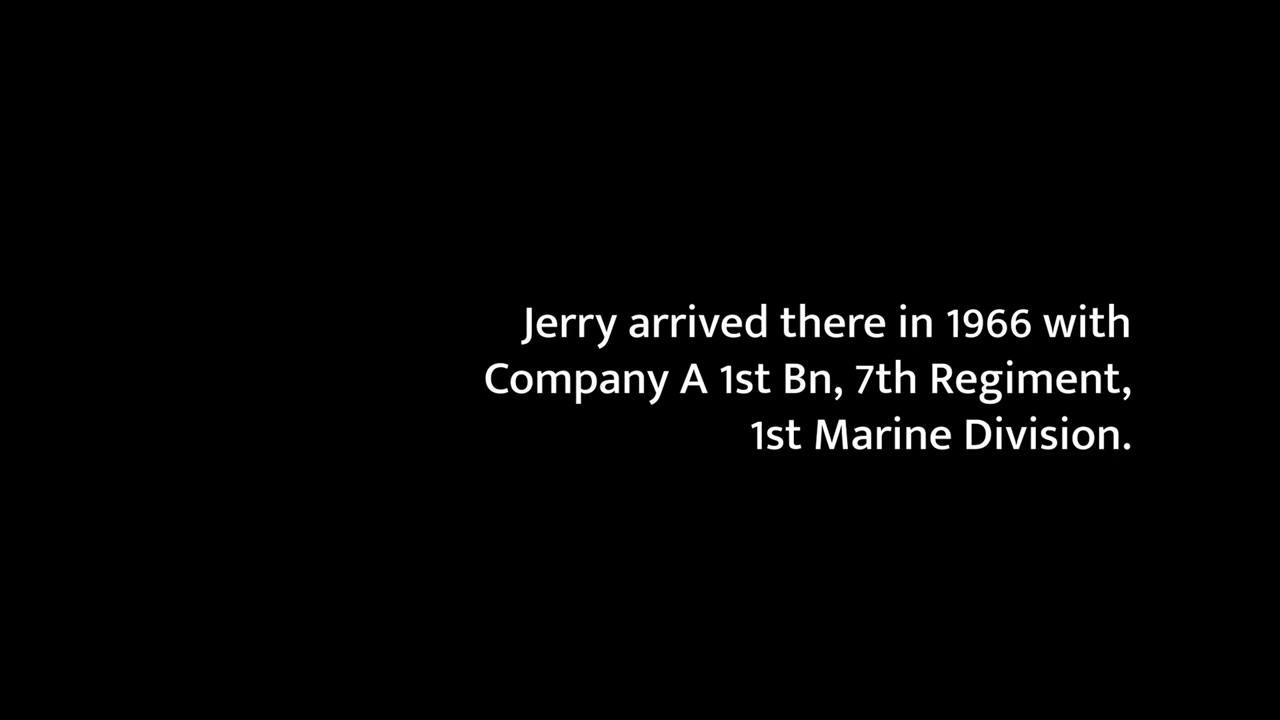 Jerry arrived there in 1966 with
Company A 1st Bn, 7th Regiment,
1st Marine Division.